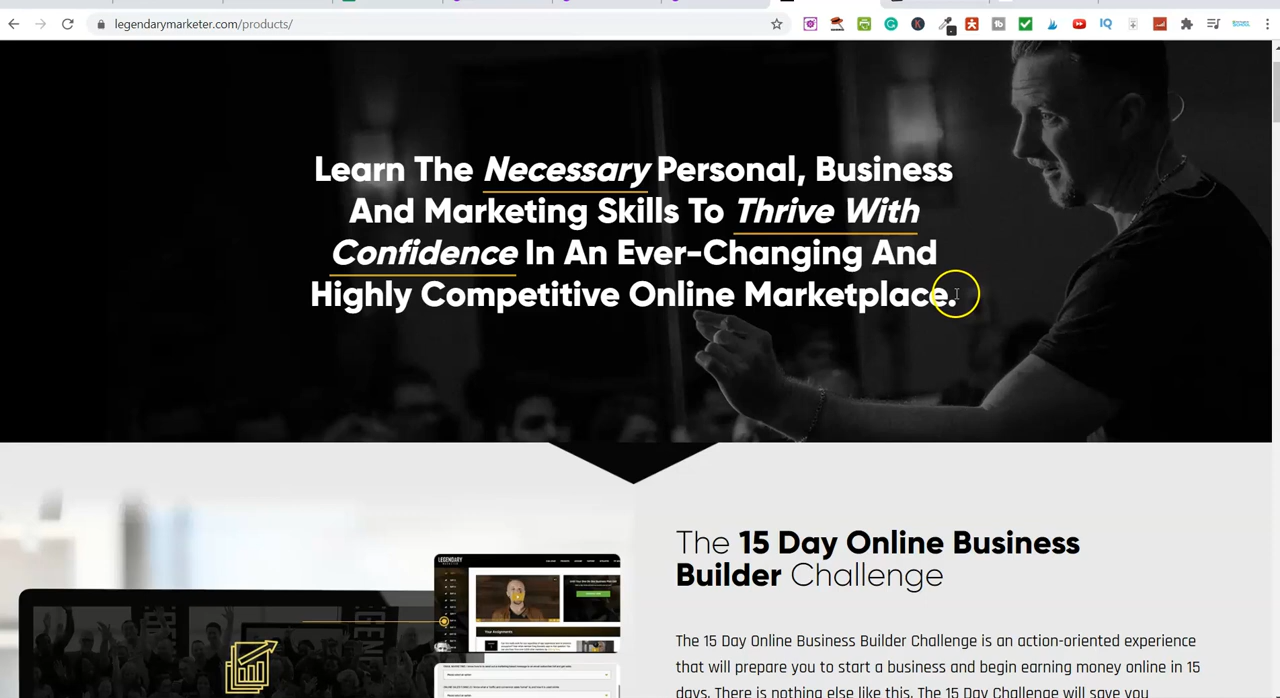 legendarymarketer.com/products/
Learn The Necessary Personal, Business
And Marketing Skills To Thrive With
Confidence In An Ever-Changing And
Highly Competitive Online Marketplace.
The 15 Day Online Business
Builder Challenge
The 15 Day Online Business Builder Challenge is an action-oriented experience
that will prepare you to start a business and begin earning money online in 15
days. There is nothing else like this. The 15 Day Challenge will save you
LEGENDARY
Your Assignments